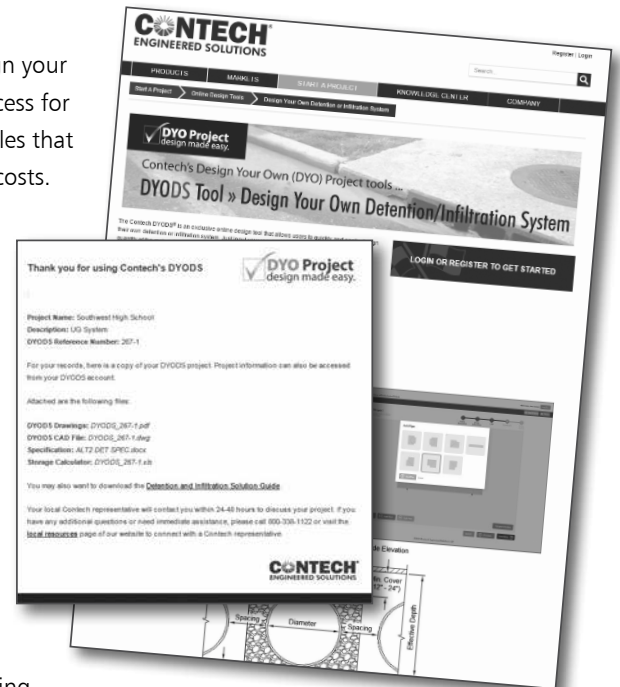 in your
cess for
les that
costs.
CONTECH
ENGINEERED SOLUTIONS
Register | Login
Search
PRODUCTS MARKETS START A PROJECT KNOWLEDGE CENTER COMPANY
Start A Project Online Design Tools Design Your Own Detention or Infiltration System
DYO Project
design made easy.
Contech's Design Your Own (DYO) Project tools ...
DYODS Tool » Design Your Own Detention/Infiltration System
The Contech DYODS® is an exclusive online design tool that allows users to quickly and
their own detention or infiltration system.
LOGIN OR REGISTER TO GET STARTED
Thank you for using Contech's DYODS
DYO Project
design made easy.
Project Name: Southwest High School
Description: UG System
DYODS Reference Number: 267-1
For your records, here is a copy of your DYODS project. Project information can also be accessed
from your DYODS account.
Attached are the following files:
DYODS Drawings: DYODS_267-1.pdf
DYODS CAD File: DYODS_267-1.dwg
Specification: ALT2 DET SPEC.docx
Storage Calculator: DYODS_267-1.xls
You may also want to download the Detention and Infiltration Solution Guide.
Your local Contech representative will contact you within 24-48 hours to discuss your project. If you
have any additional questions or need immediate assistance, please call 800-338-1122 or visit the
local resources page of our website to connect with a Contech representative.
CONTECH
ENGINEERED SOLUTIONS
Elevation
Min. Cover
(12" - 24")
Spacing Diameter Spacing
Effective Depth
ing